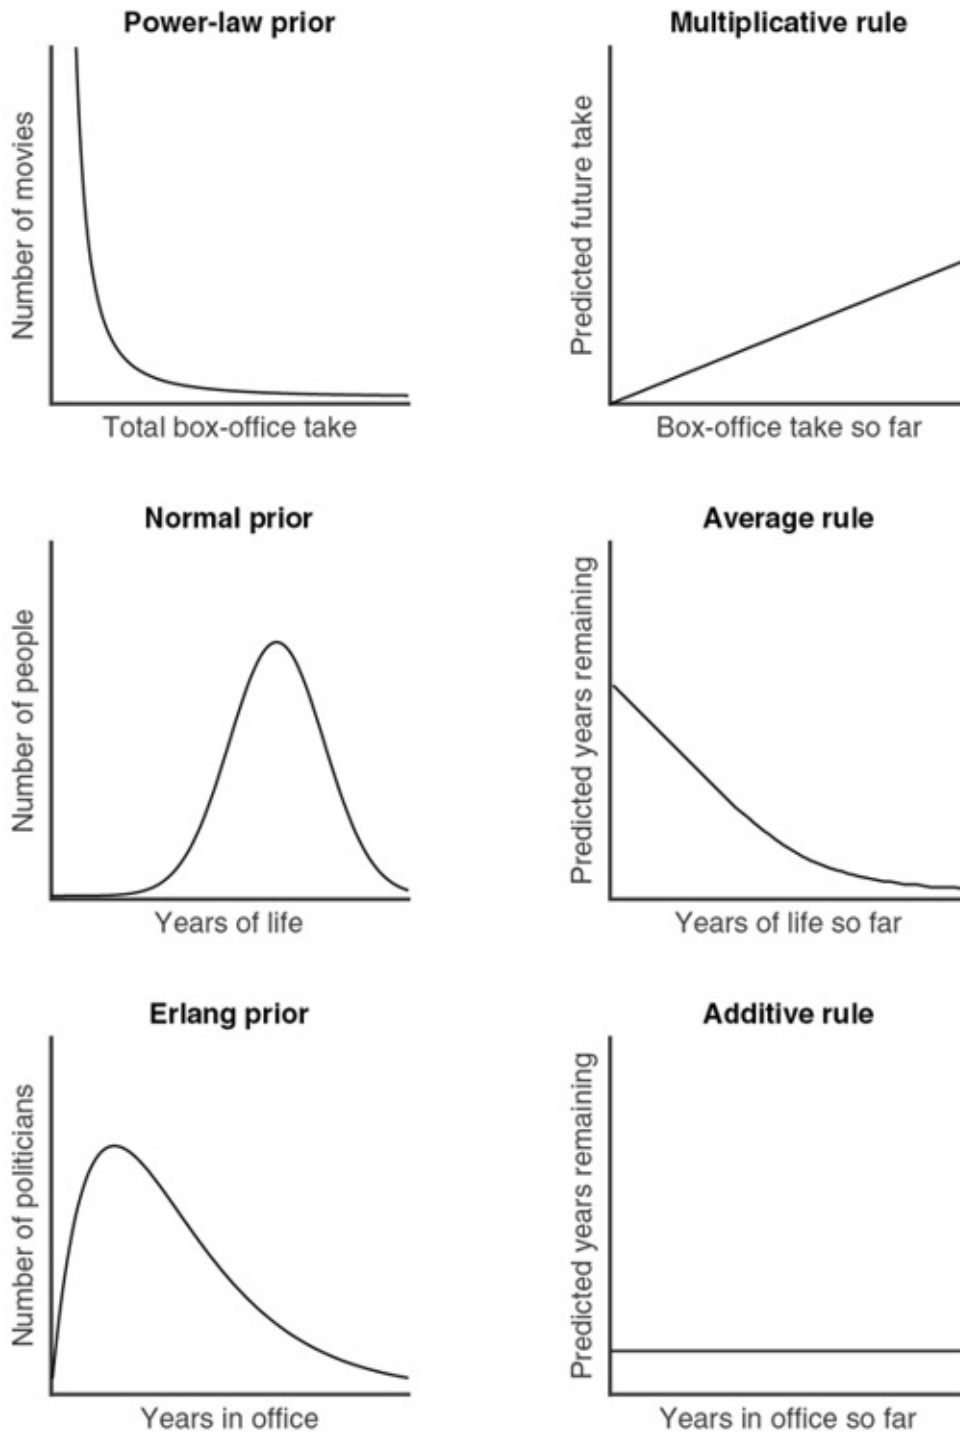 Power-law prior
Number of movies
Total box-office take
Multiplicative rule
Predicted future take
Box-office take so far
Normal prior
Number of people
Years of life
Average rule
Predicted years remaining
Years of life so far
Erlang prior
Number of politicians
Years in office
Additive rule
Predicted years remaining
Years in office so far